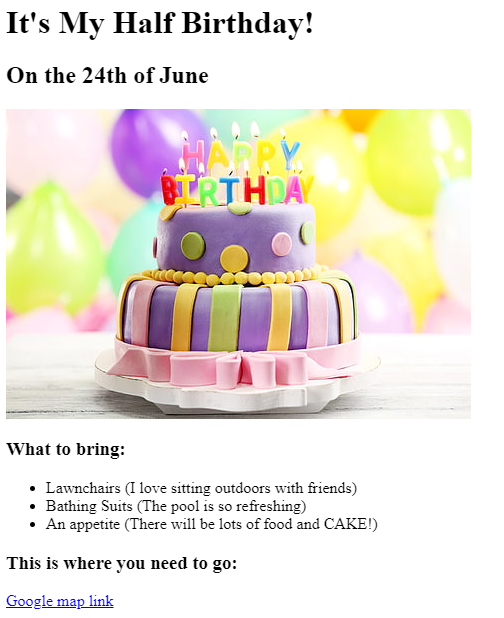 It's My Half Birthday!
On the 24th of June
HAPPY
BIRTHDAY
What to bring:
Lawnchairs (I love sitting outdoors with friends)
Bathing Suits (The pool is so refreshing)
An appetite (There will be lots of food and CAKE!)
This is where you need to go:
Google map link